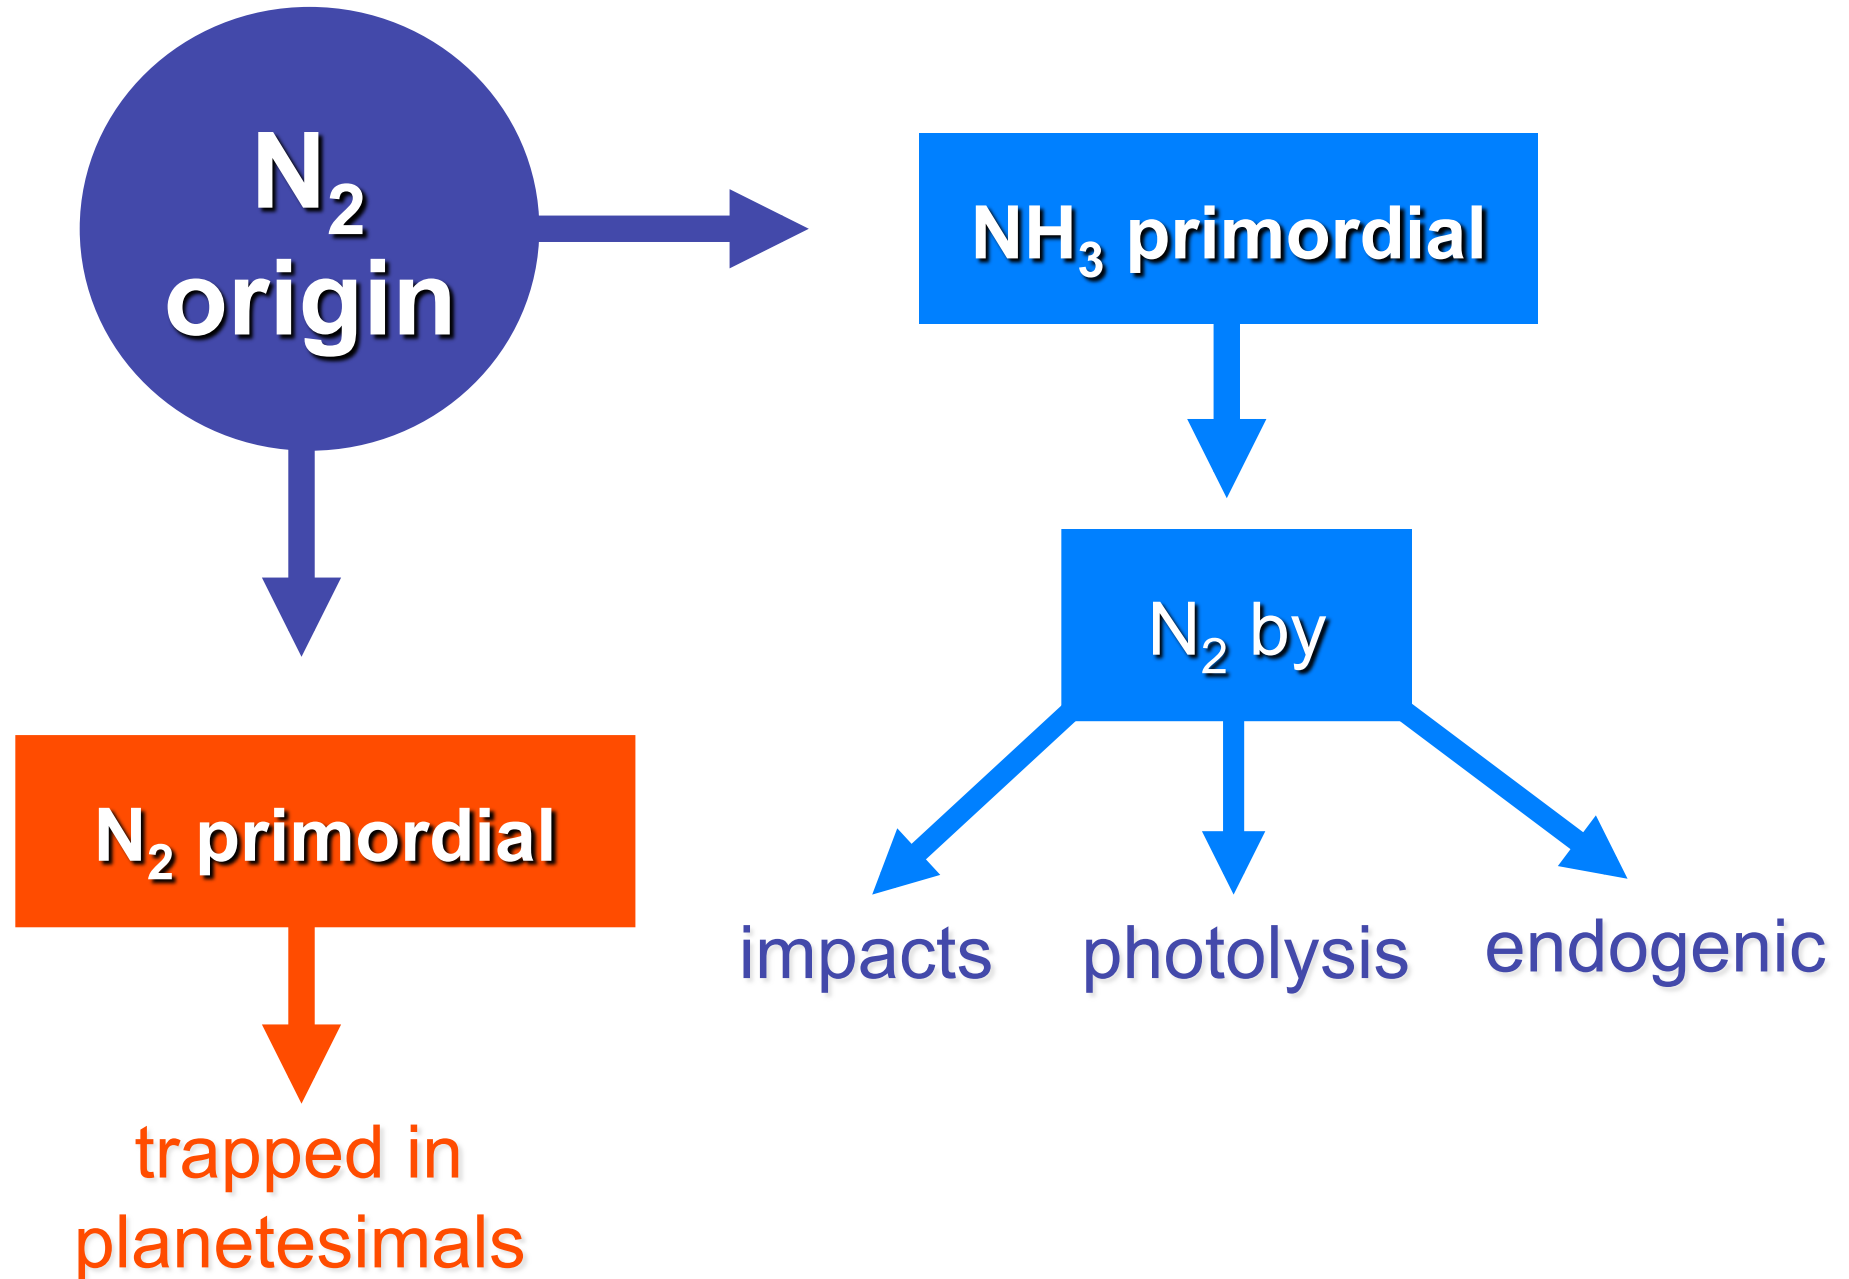 N₂
origin
NH₃ primordial
N₂ by
N₂ primordial
impacts
photolysis
endogenic
trapped in
planetesimals